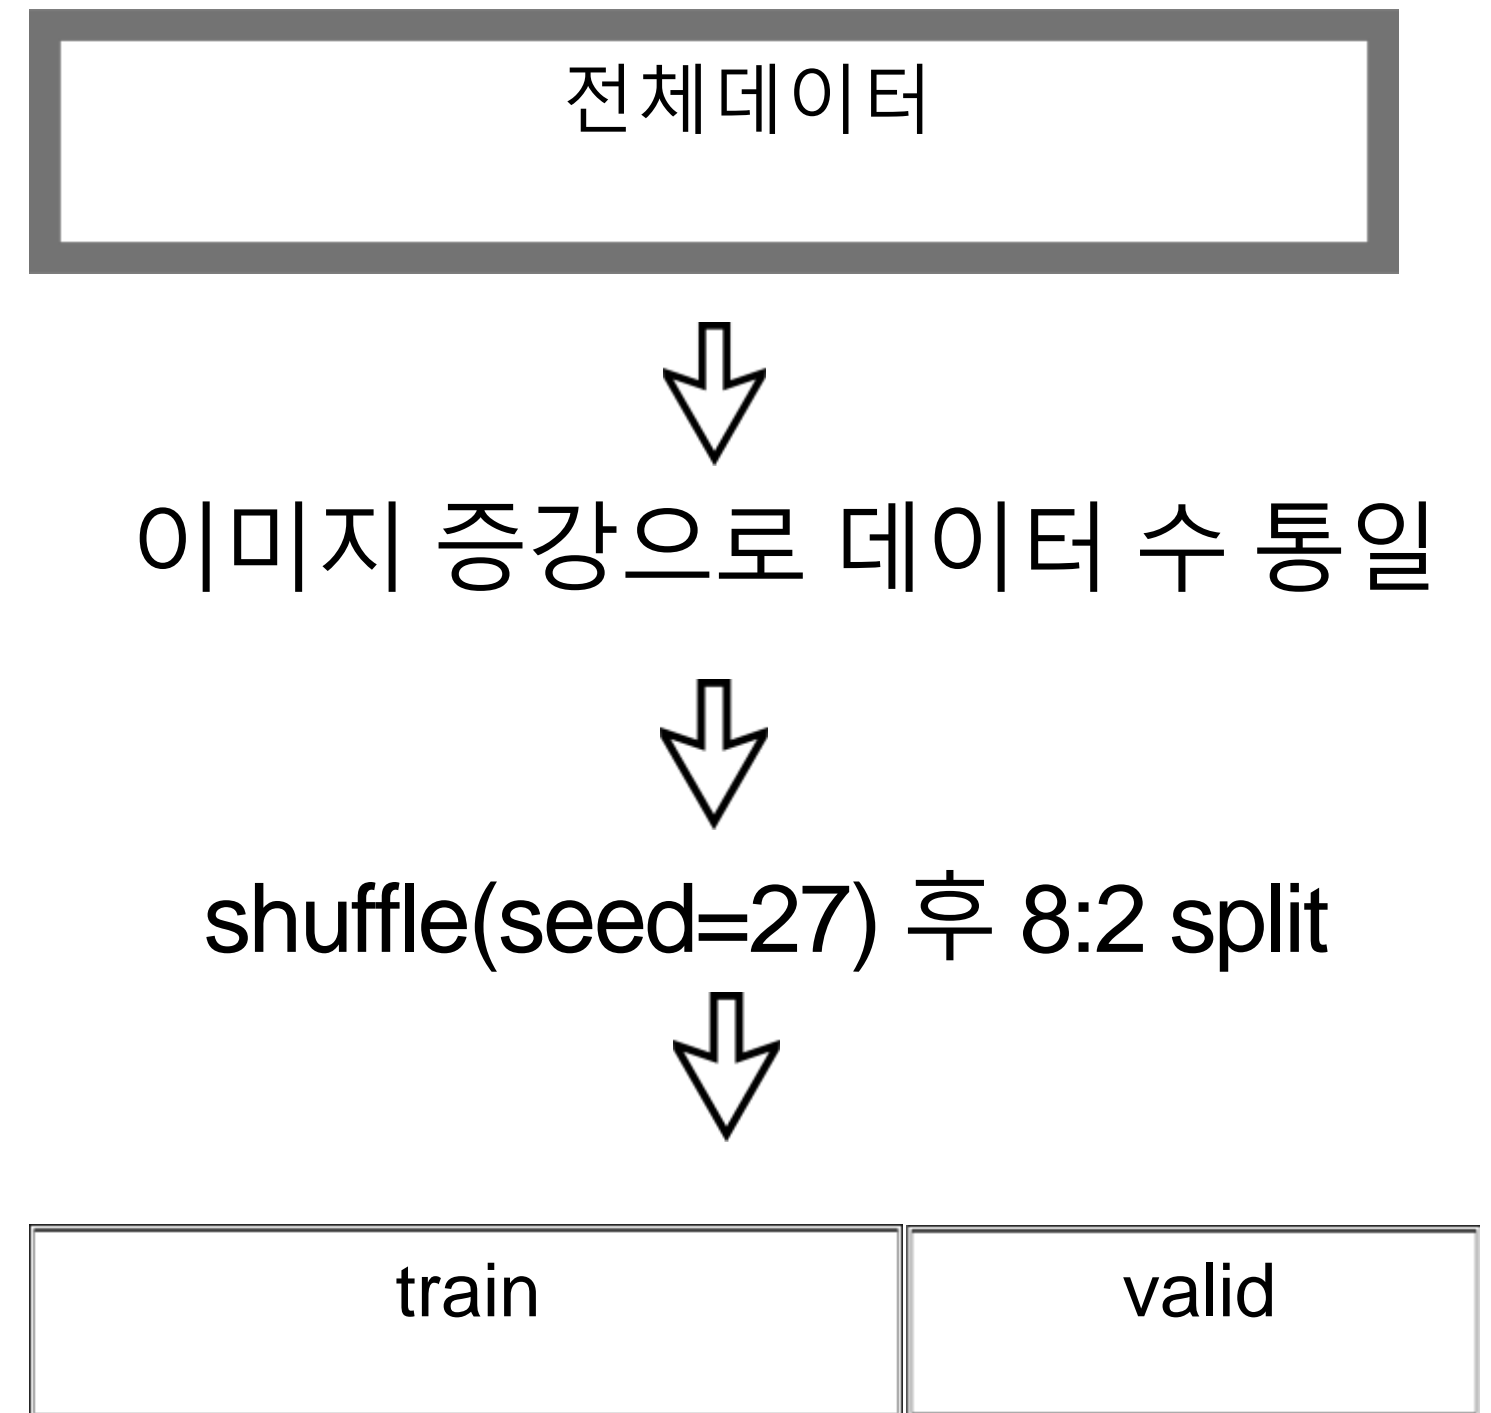 전체데이터
이미지 증강으로 데이터 수 통일
shuffle(seed=27) 후 8:2 split
train
valid